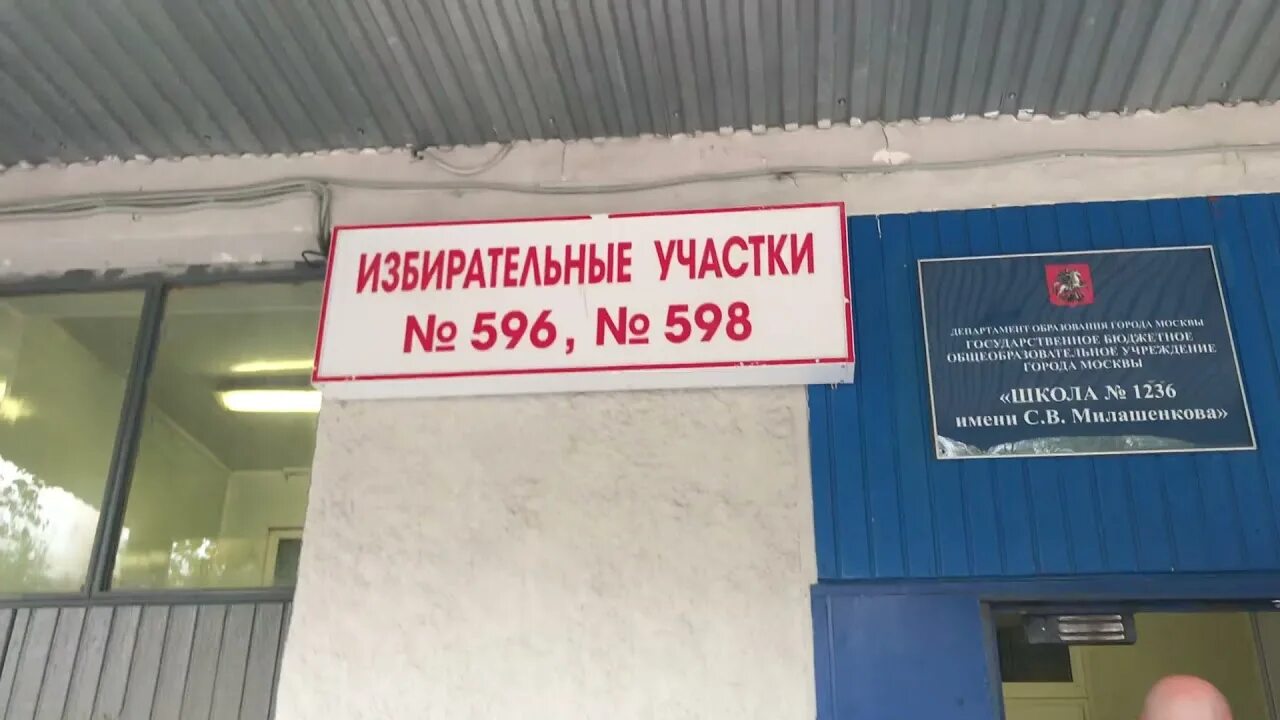 ИЗБИРАТЕЛЬНЫЕ УЧАСТКИ
№ 596, № 598
ДЕПАРТАМЕНТ ОБРАЗОВАНИЯ ГОРОДА МОСКВЫ
ГОСУДАРСТВЕННОЕ БЮДЖЕТНОЕ
ОБЩЕОБРАЗОВАТЕЛЬНОЕ УЧРЕЖДЕНИЕ
ГОРОДА МОСКВЫ
«ШКОЛА № 1236
имени С.В. Милашенкова»